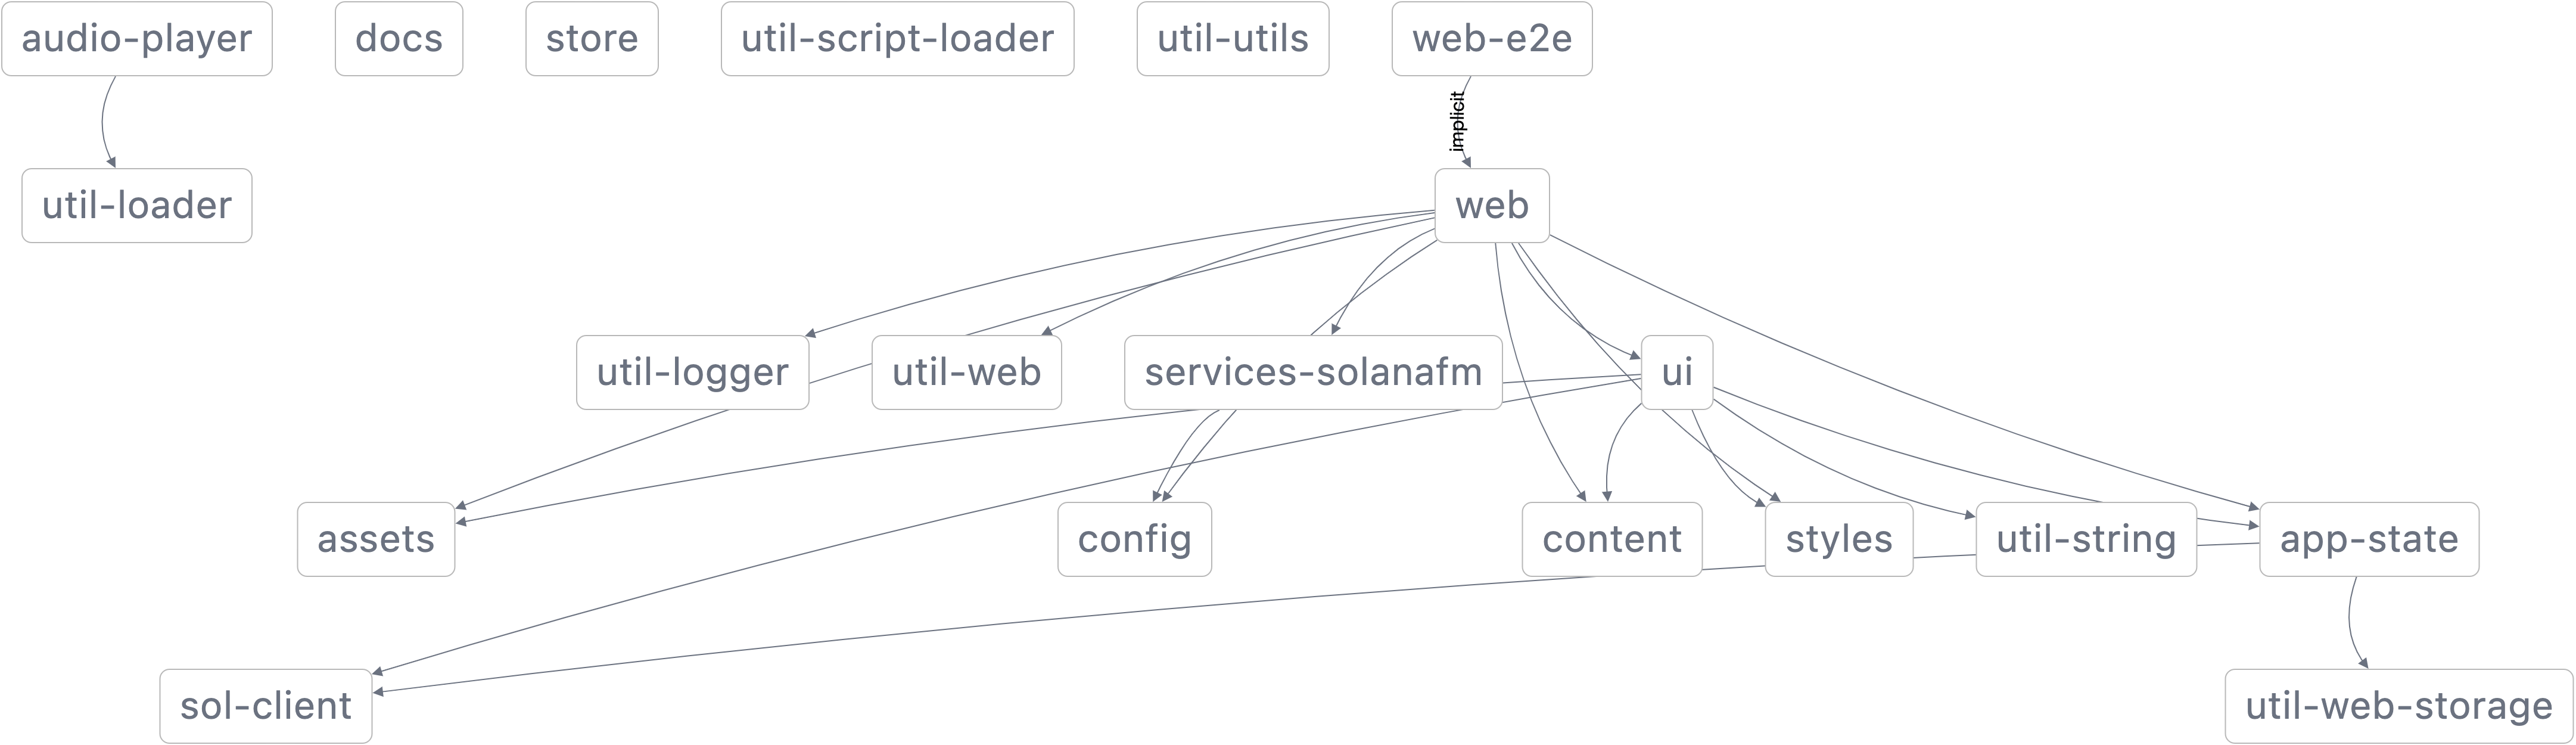 audio-player
docs
store
util-script-loader
util-utils
web-e2e
implicit
util-loader
web
util-logger
util-web
services-solanafm
ui
assets
config
content
styles
util-string
app-state
sol-client
util-web-storage